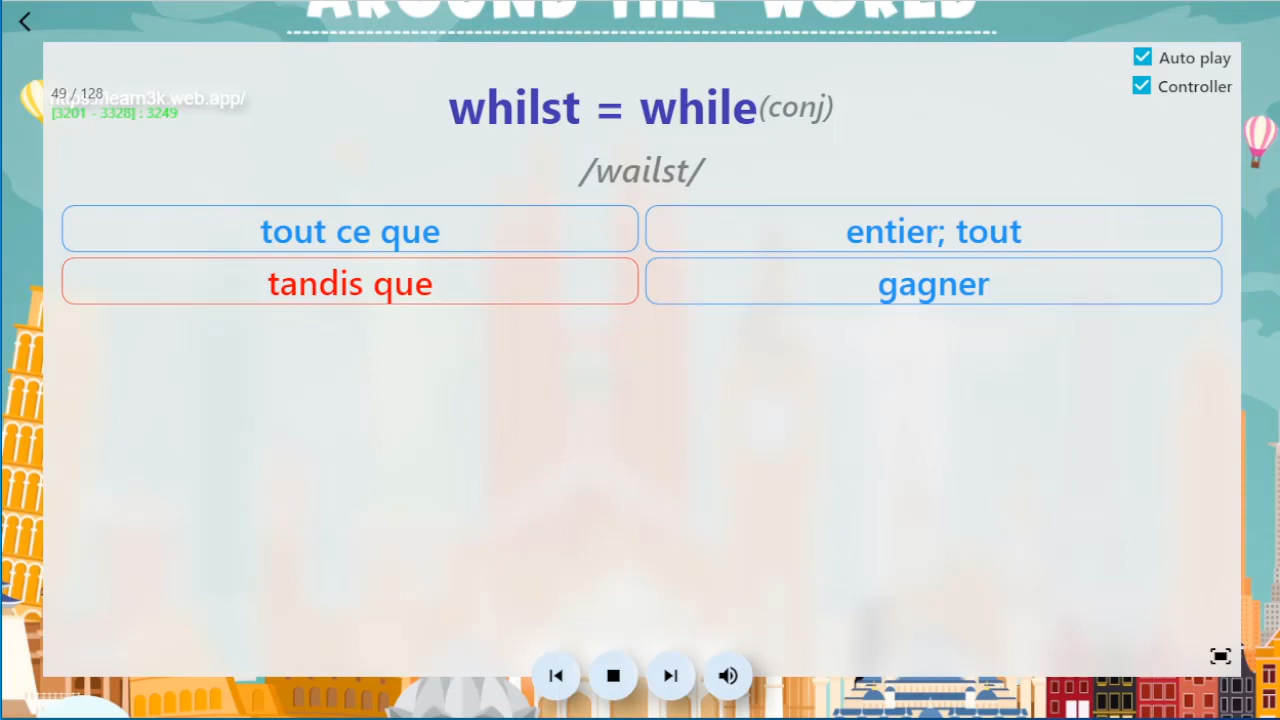 AROUND THE WORLD
Auto play
Controller
49 / 128
https://learn3k.web.app/
[3201 - 3328] : 3249
whilst = while(conj)
/wailst/
tout ce que
entier; tout
tandis que
gagner